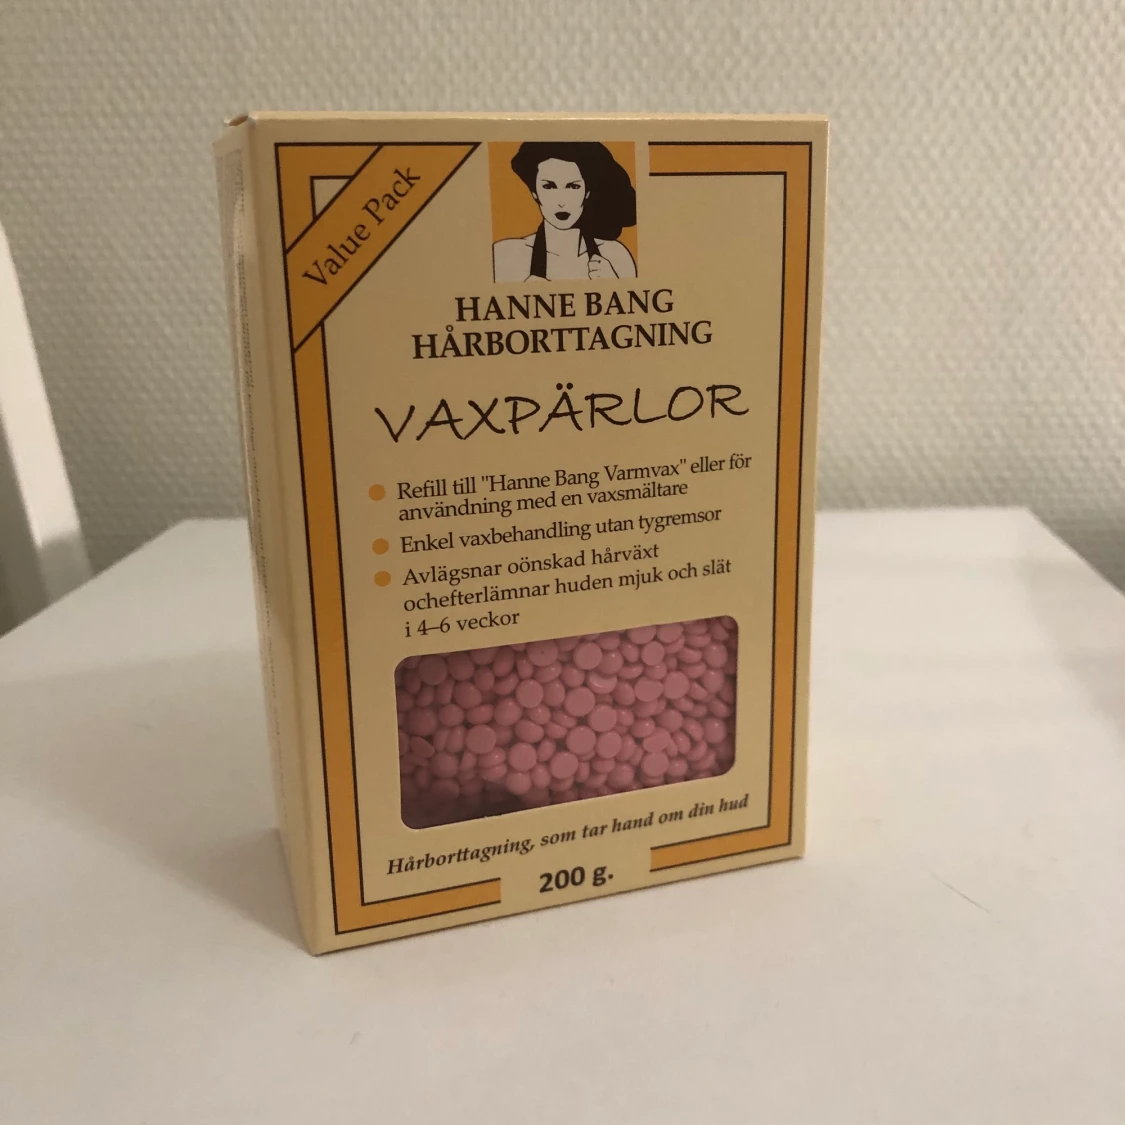 Value Pack
HANNE BANG
HÅRBORTTAGNING
VAXPÄRLOR
Refill till "Hanne Bang Varmvax" eller för
användning med en vaxsmältare
Enkel vaxbehandling utan tygremsor
Avlägsnar oönskad hårväxt
ochefterlämnar huden mjuk och slät
i 4–6 veckor
Hårborttagning, som tar hand om din hud
200 g.